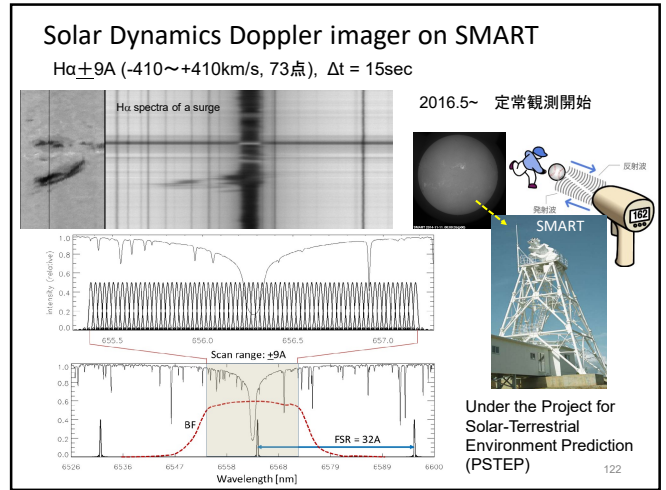 Solar Dynamics Doppler imager on SMART
Hα±9A (-410～+410km/s, 73点), Δt = 15sec
Hα spectra of a surge
2016.5~ 定常観測開始
反射波
発射波
162
SMART
intensity (relative)
1.0
0.8
0.6
0.4
0.2
0.0
655.5 656.0 656.5 657.0
Scan range: ±9A
1.0
0.8
0.6
0.4
0.2
0.0
BF
FSR = 32A
6526 6536 6547 6558 6568 6579 6589 6600
Wavelength [nm]
Under the Project for
Solar-Terrestrial
Environment Prediction
(PSTEP)
122